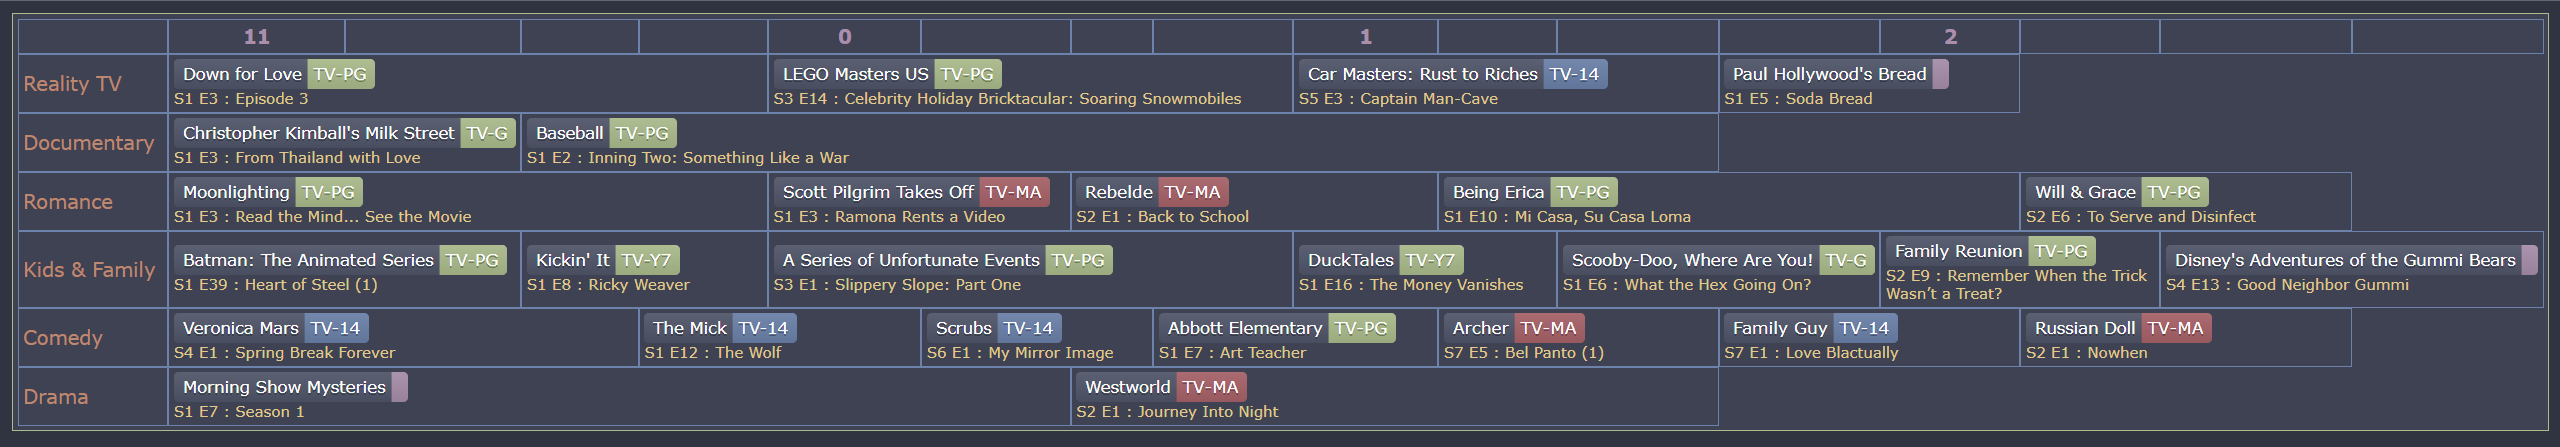 11 0 1 2
Reality TV
Down for Love TV-PG
S1 E3 : Episode 3
LEGO Masters US TV-PG
S3 E14 : Celebrity Holiday Bricktacular: Soaring Snowmobiles
Car Masters: Rust to Riches TV-14
S5 E3 : Captain Man-Cave
Paul Hollywood's Bread
S1 E5 : Soda Bread
Documentary
Christopher Kimball's Milk Street TV-G
S1 E3 : From Thailand with Love
Baseball TV-PG
S1 E2 : Inning Two: Something Like a War
Romance
Moonlighting TV-PG
S1 E3 : Read the Mind... See the Movie
Scott Pilgrim Takes Off TV-MA
S1 E3 : Ramona Rents a Video
Rebelde TV-MA
S2 E1 : Back to School
Being Erica TV-PG
S1 E10 : Mi Casa, Su Casa Loma
Will & Grace TV-PG
S2 E6 : To Serve and Disinfect
Kids & Family
Batman: The Animated Series TV-PG
S1 E39 : Heart of Steel (1)
Kickin' It TV-Y7
S1 E8 : Ricky Weaver
A Series of Unfortunate Events TV-PG
S3 E1 : Slippery Slope: Part One
DuckTales TV-Y7
S1 E16 : The Money Vanishes
Scooby-Doo, Where Are You! TV-G
S1 E6 : What the Hex Going On?
Family Reunion TV-PG
S2 E9 : Remember When the Trick
Wasn’t a Treat?
Disney's Adventures of the Gummi Bears
S4 E13 : Good Neighbor Gummi
Comedy
Veronica Mars TV-14
S4 E1 : Spring Break Forever
The Mick TV-14
S1 E12 : The Wolf
Scrubs TV-14
S6 E1 : My Mirror Image
Abbott Elementary TV-PG
S1 E7 : Art Teacher
Archer TV-MA
S7 E5 : Bel Panto (1)
Family Guy TV-14
S7 E1 : Love Blactually
Russian Doll TV-MA
S2 E1 : Nowhen
Drama
Morning Show Mysteries
S1 E7 : Season 1
Westworld TV-MA
S2 E1 : Journey Into Night